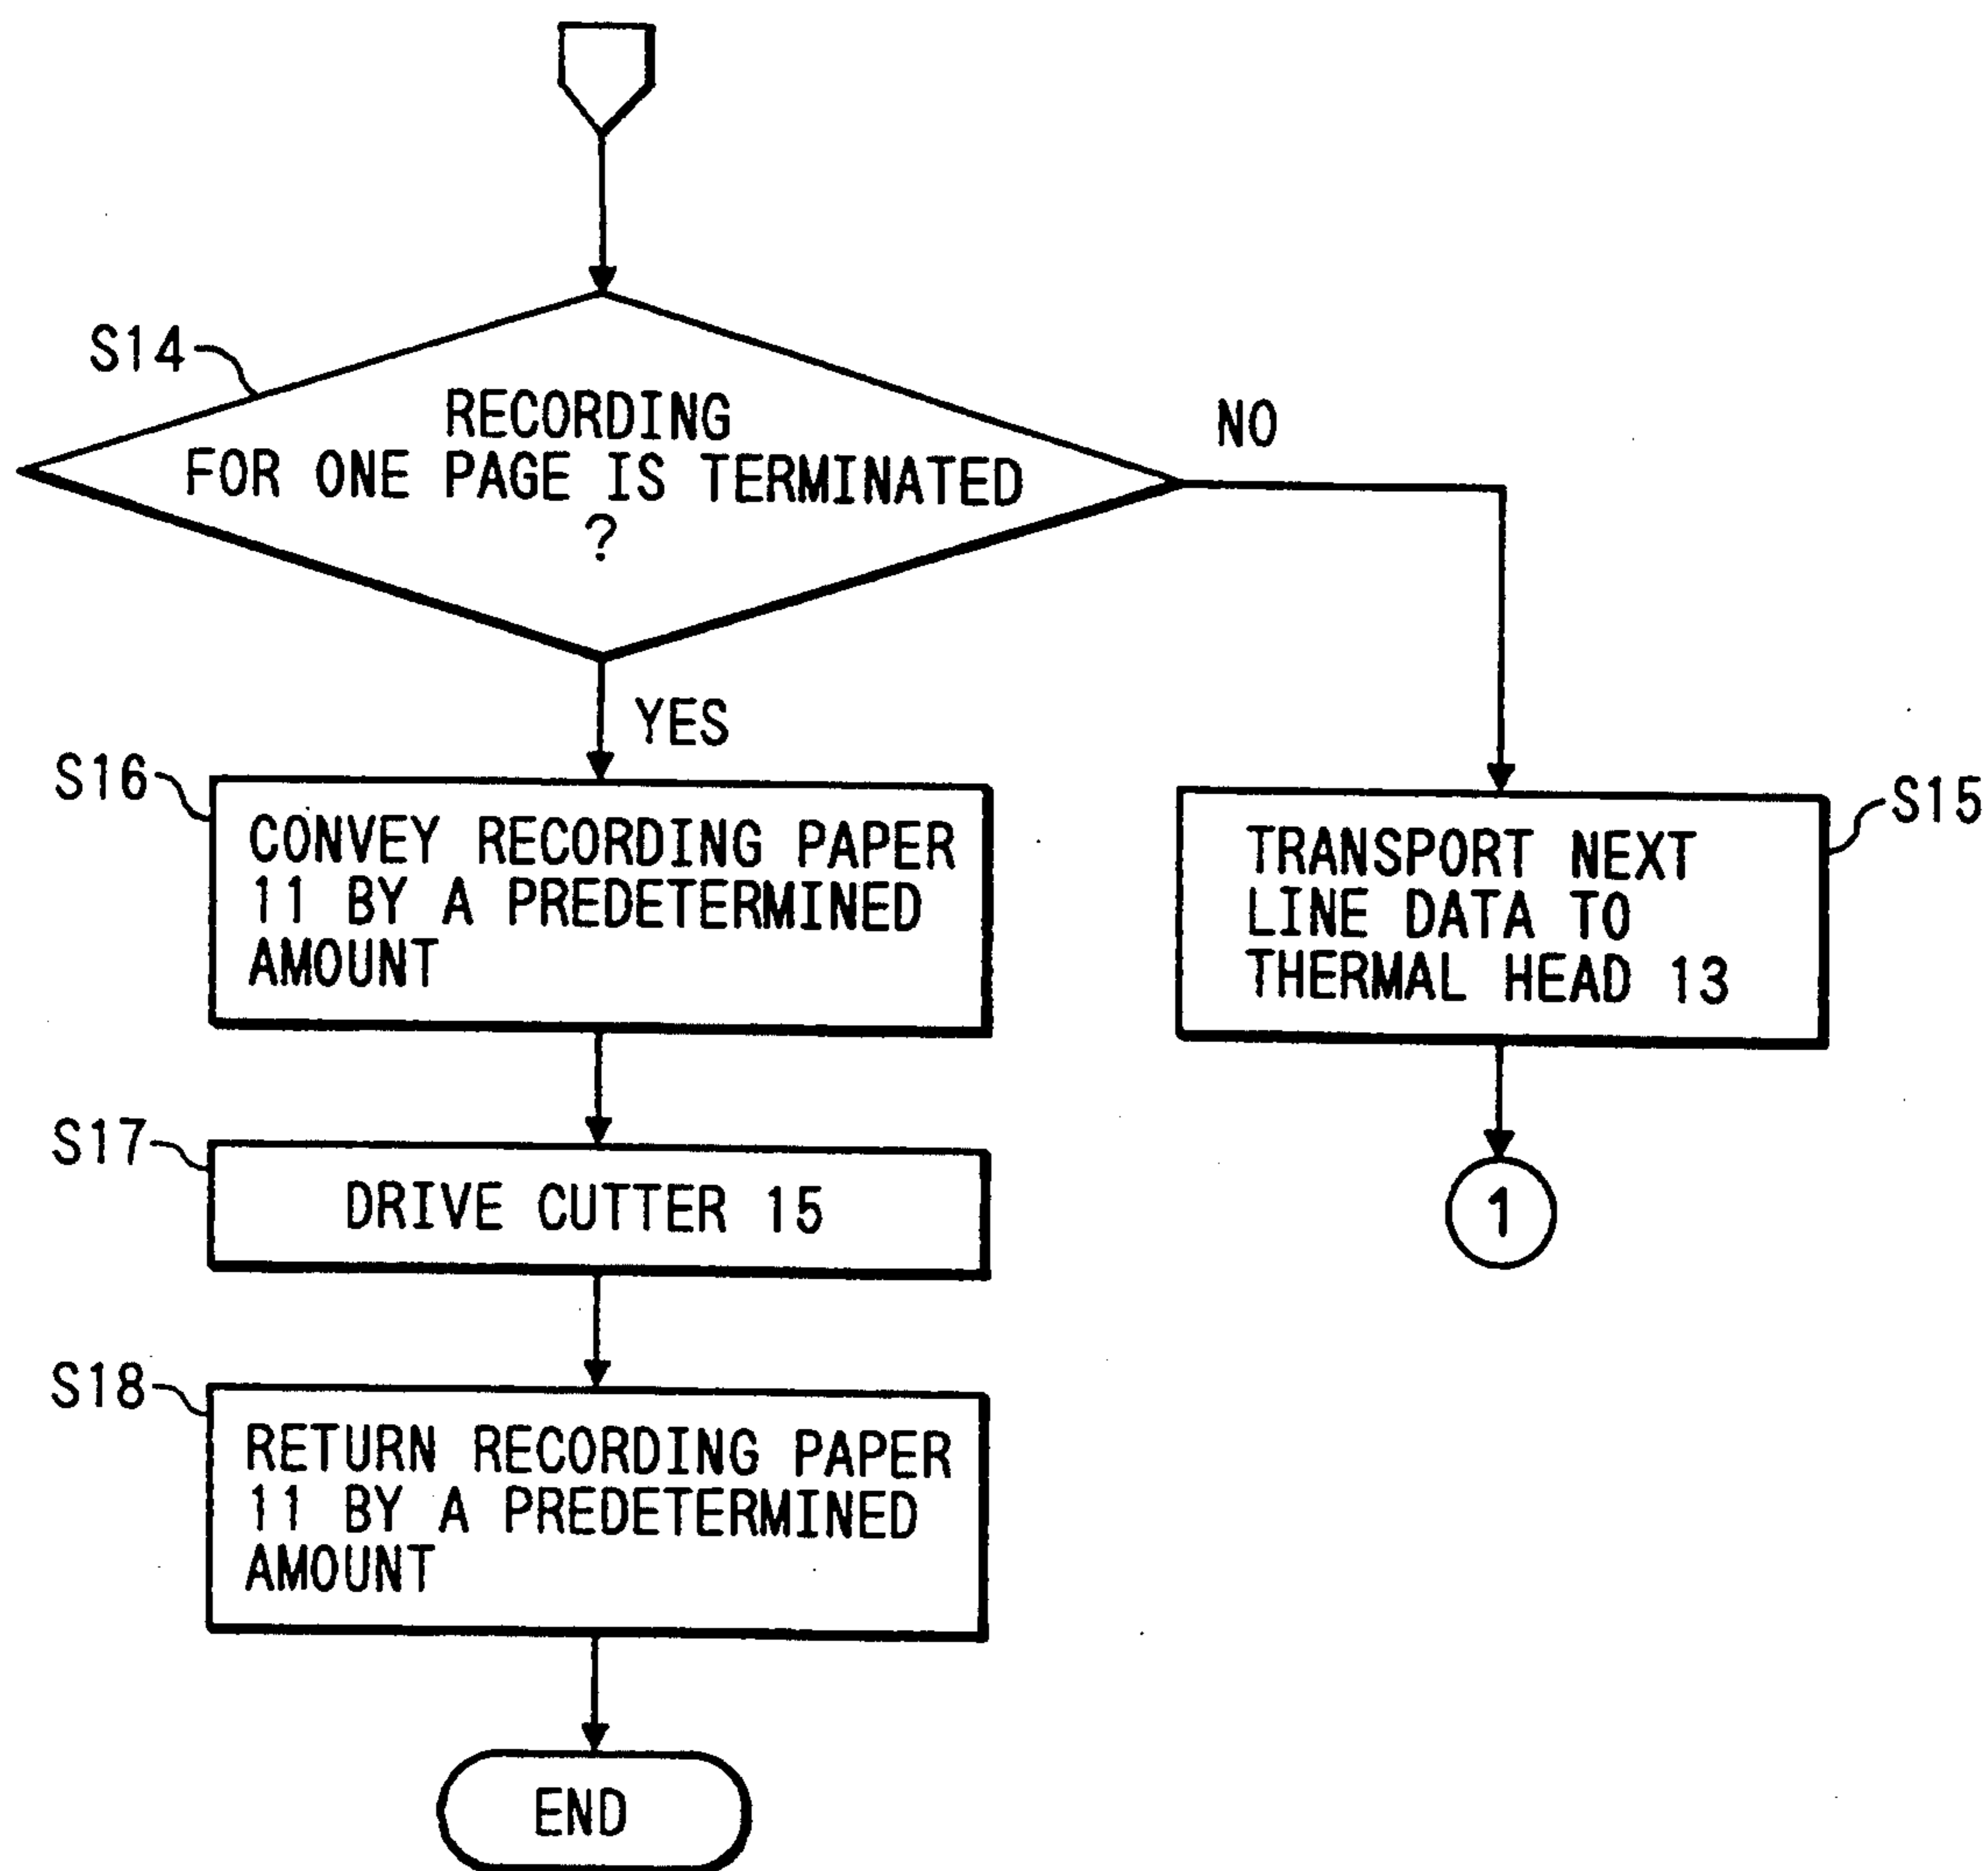 S14
RECORDING
FOR ONE PAGE IS TERMINATED
?
NO
YES
S16
CONVEY RECORDING PAPER
11 BY A PREDETERMINED
AMOUNT
S15
TRANSPORT NEXT
LINE DATA TO
THERMAL HEAD 13
S17
DRIVE CUTTER 15
1
S18
RETURN RECORDING PAPER
11 BY A PREDETERMINED
AMOUNT
END